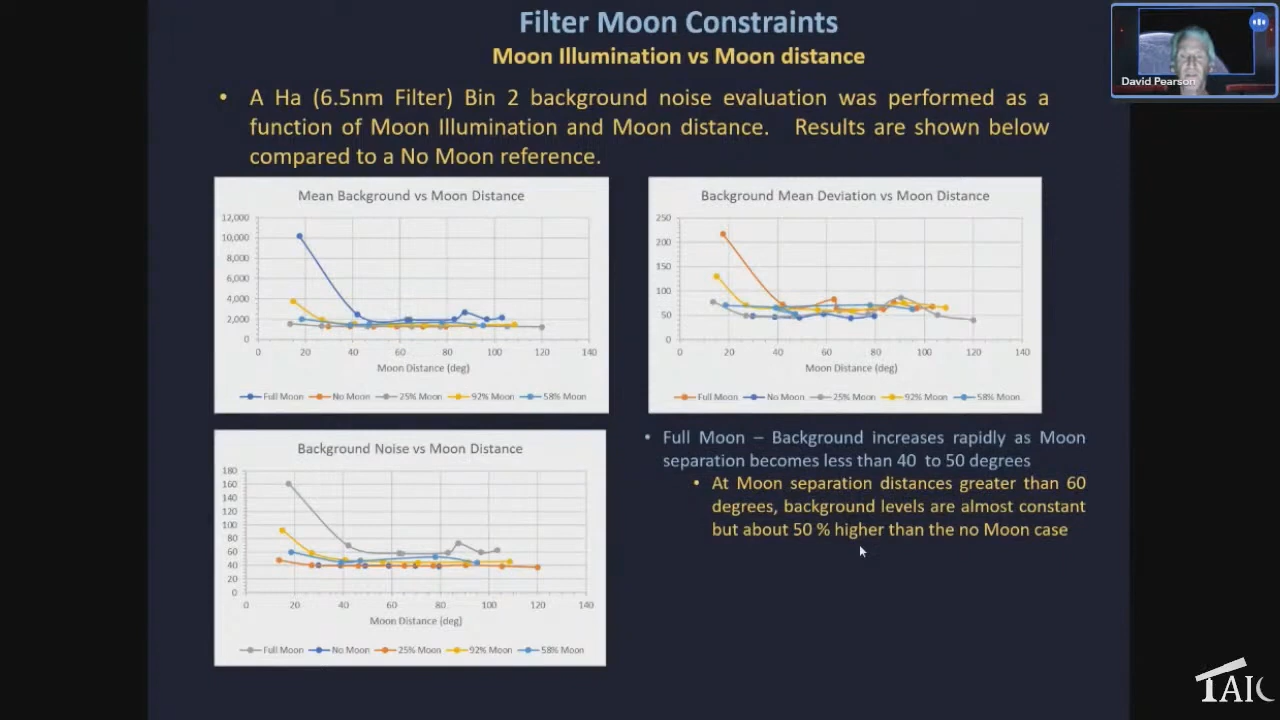 Filter Moon Constraints
Moon Illumination vs Moon distance
David Pearson
• A Ha (6.5nm Filter) Bin 2 background noise evaluation was performed as a
function of Moon Illumination and Moon distance. Results are shown below
compared to a No Moon reference.
Mean Background vs Moon Distance
12,000
10,000
8,000
6,000
4,000
2,000
0
0 20 40 60 80 100 120 140
Moon Distance (deg)
Full Moon No Moon 25% Moon 92% Moon 58% Moon
Background Mean Deviation vs Moon Distance
250
200
150
100
50
0
0 20 40 60 80 100 120 140
Moon Distance (deg)
Full Moon No Moon 25% Moon 92% Moon 58% Moon
Background Noise vs Moon Distance
180
160
140
120
100
80
60
40
20
0
0 20 40 60 80 100 120 140
Moon Distance (deg)
Full Moon No Moon 25% Moon 92% Moon 58% Moon
• Full Moon – Background increases rapidly as Moon
separation becomes less than 40 to 50 degrees
• At Moon separation distances greater than 60
degrees, background levels are almost constant
but about 50 % higher than the no Moon case
TAIC